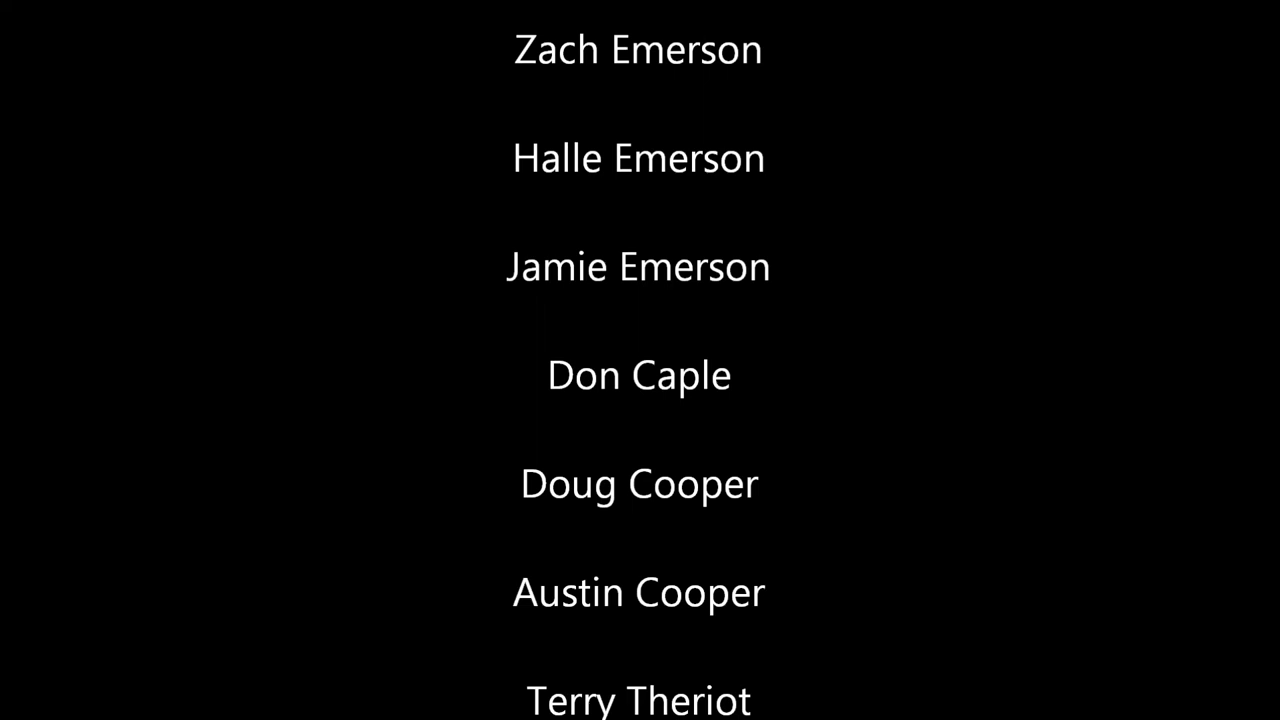 Zach Emerson
Halle Emerson
Jamie Emerson
Don Caple
Doug Cooper
Austin Cooper
Terry Theriot